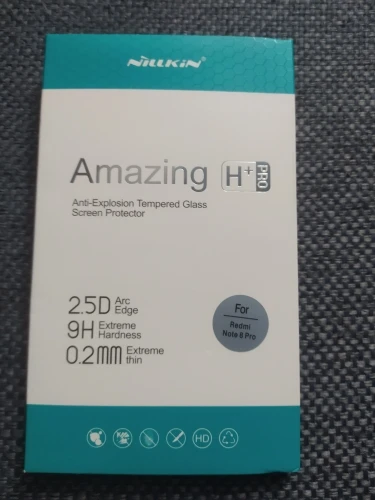 NILLKIN®
Amazing H+ PRO
Anti-Explosion Tempered Glass
Screen Protector
2.5D Arc Edge
9H Extreme Hardness
0.2mm Extreme thin
For
Redmi
Note 8 Pro
HD